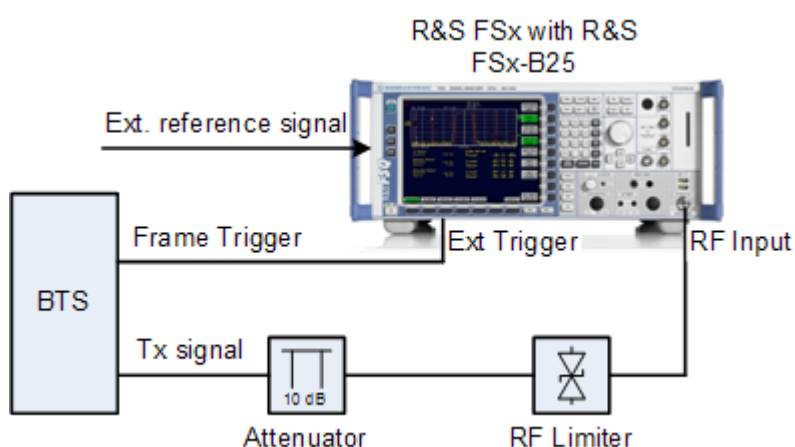 R&S FSx with R&S
FSx-B25
Ext. reference signal
FSQ
Frame Trigger
Ext Trigger
RF Input
BTS
Tx signal
10 dB
Attenuator
RF Limiter